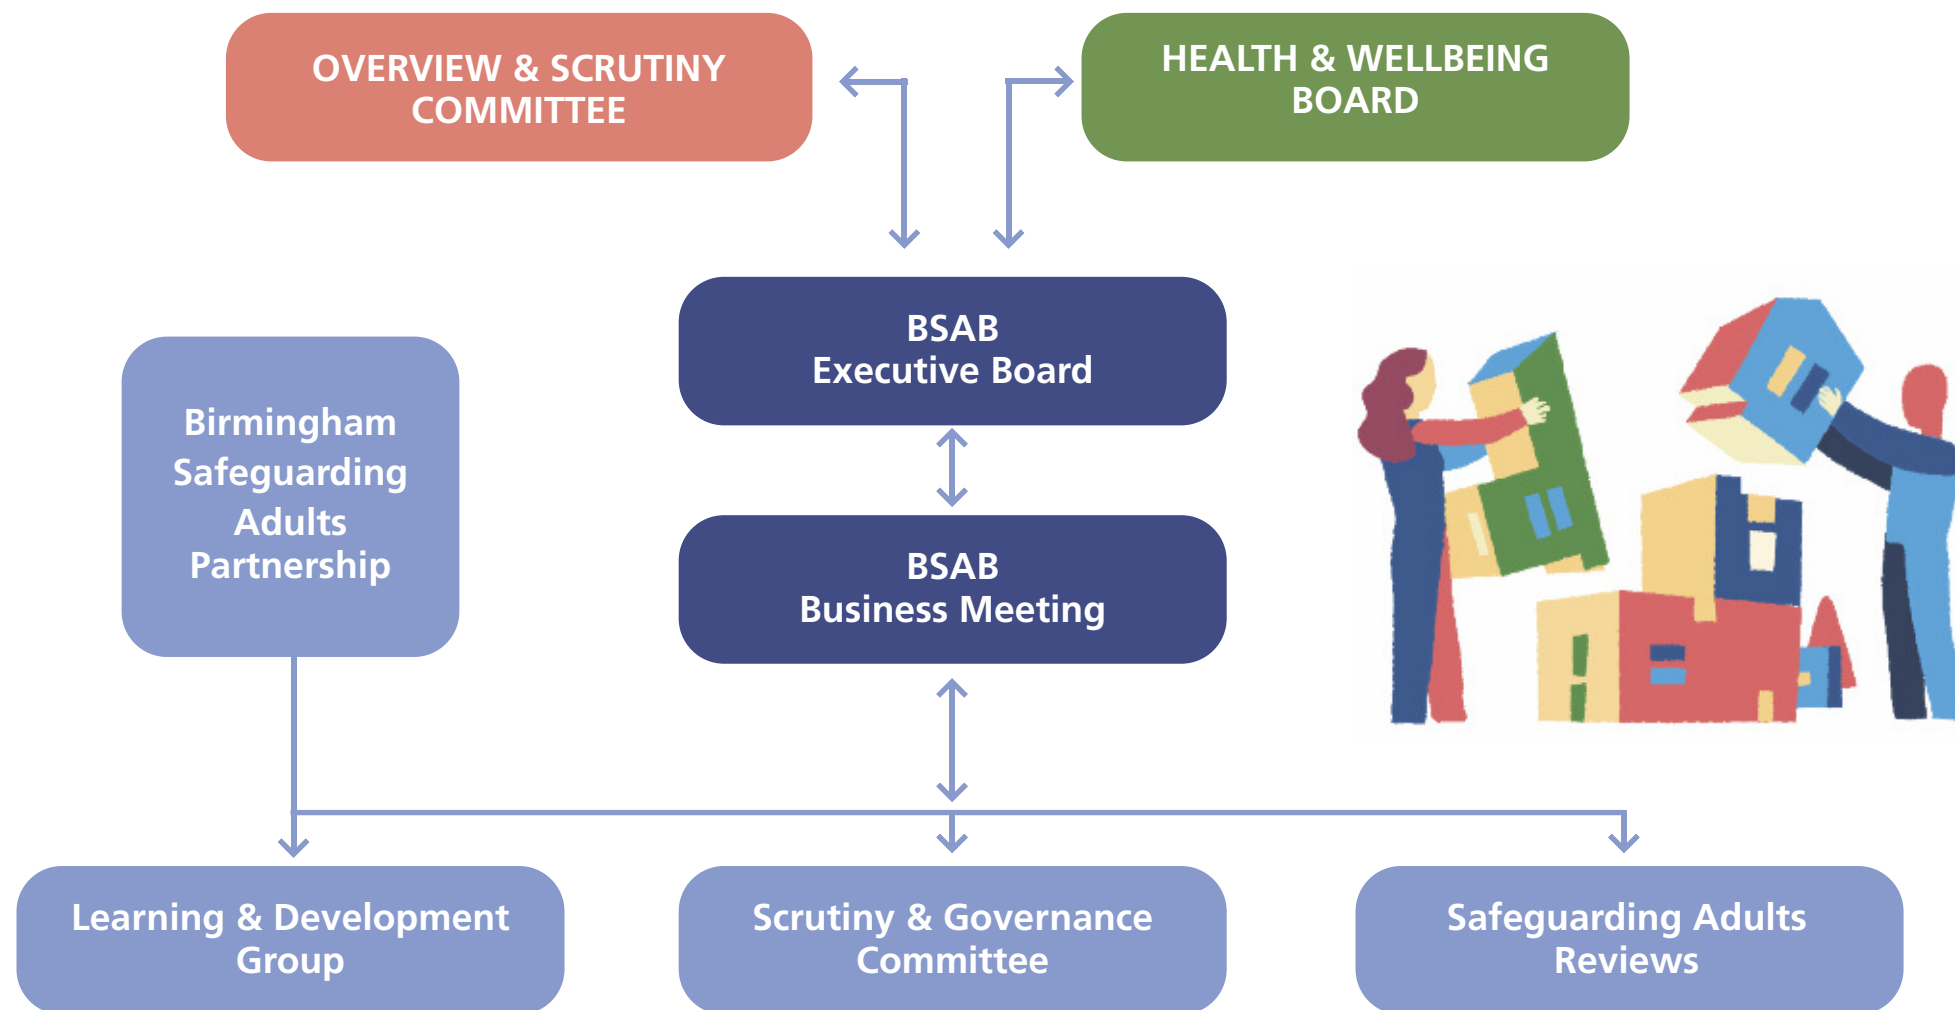 OVERVIEW & SCRUTINY
COMMITTEE
HEALTH & WELLBEING
BOARD
BSAB
Executive Board
Birmingham
Safeguarding
Adults
Partnership
BSAB
Business Meeting
Learning & Development
Group
Scrutiny & Governance
Committee
Safeguarding Adults
Reviews